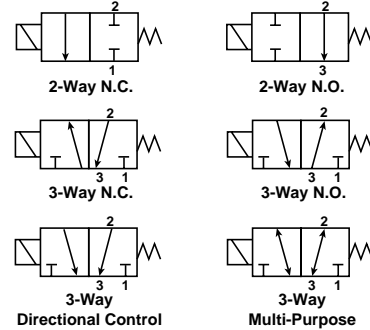 2 2
1 3
2-Way N.C. 2-Way N.O.
2 2
3 1 3 1
3-Way N.C. 3-Way N.O.
2 2
3 1 3 1
3-Way 3-Way
Directional Control Multi-Purpose